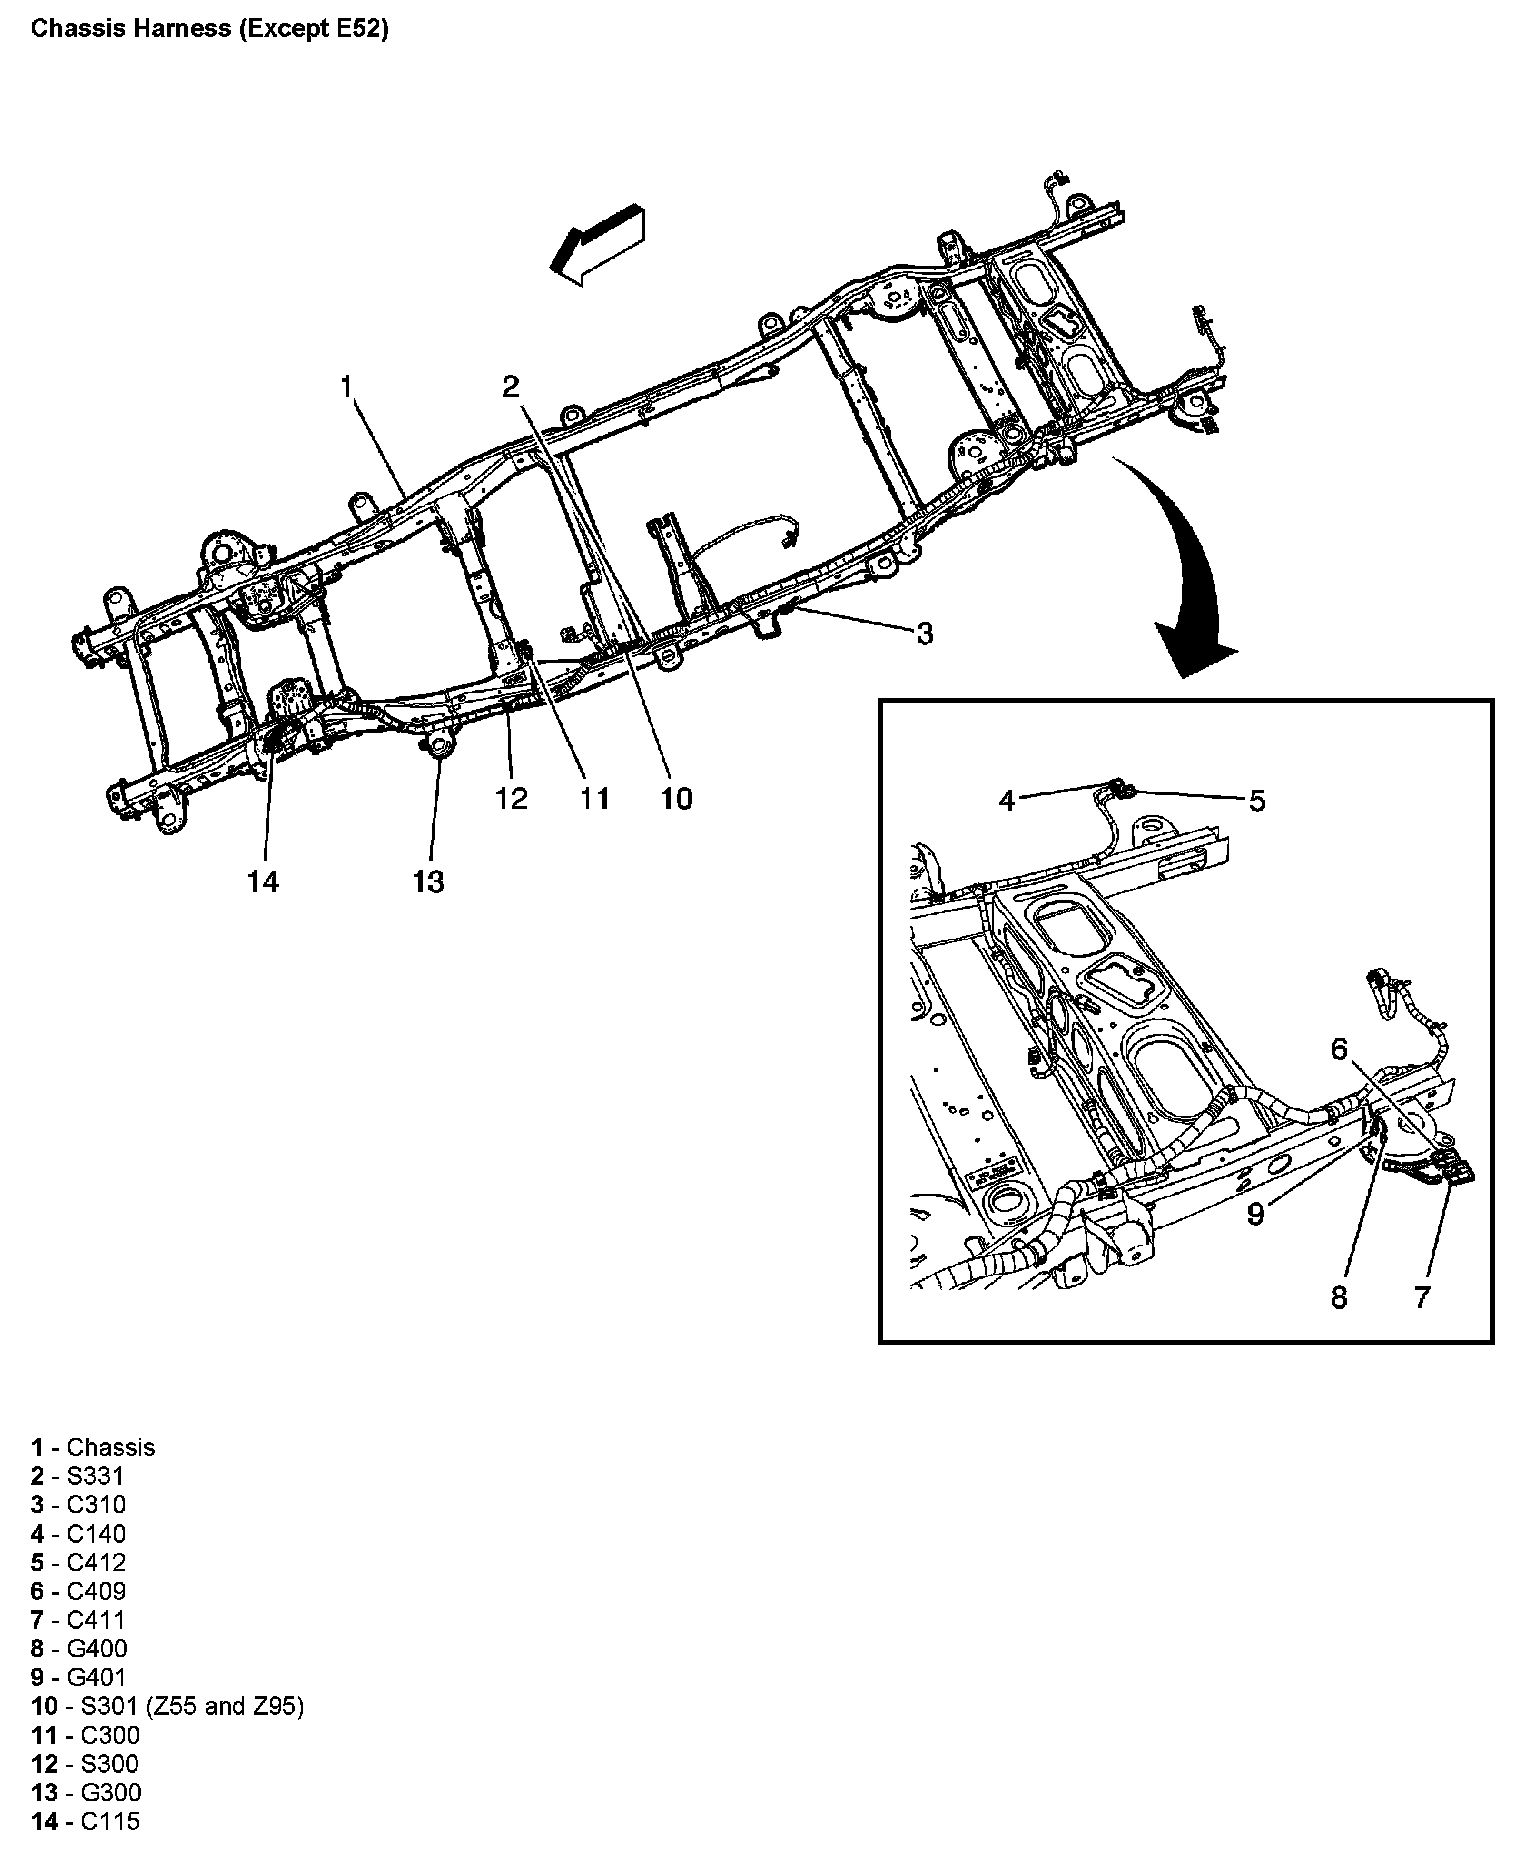 Chassis Harness (Except E52)
1
2
3
12
11
10
14
13
4
5
6
9
8
7
1 - Chassis
2 - S331
3 - C310
4 - C140
5 - C412
6 - C409
7 - C411
8 - G400
9 - G401
10 - S301 (Z55 and Z95)
11 - C300
12 - S300
13 - G300
14 - C115